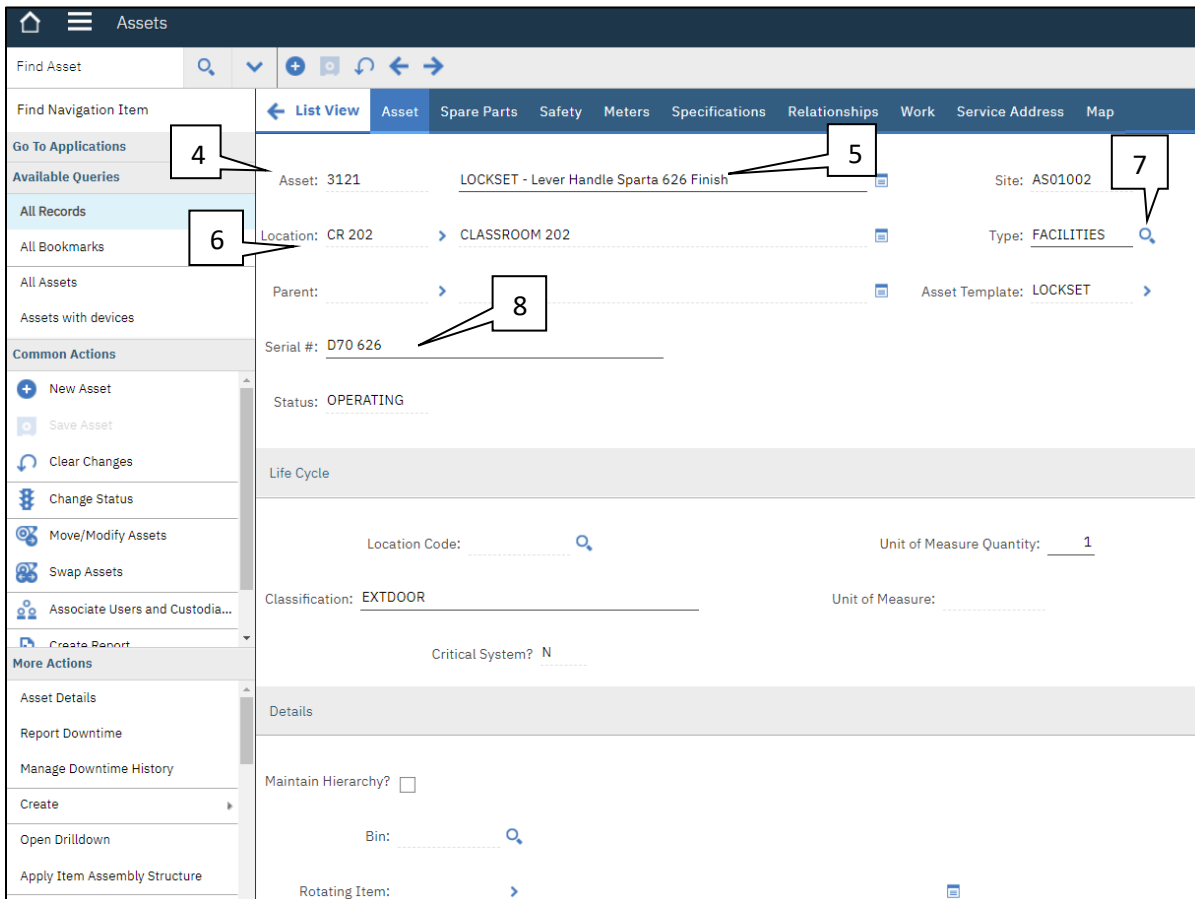 Assets
Find Asset
Find Navigation Item
List View Asset Spare Parts Safety Meters Specifications Relationships Work Service Address Map
Go To Applications
Available Queries
All Records
All Bookmarks
All Assets
Assets with devices
Common Actions
New Asset
Save Asset
Clear Changes
Change Status
Move/Modify Assets
Swap Assets
Associate Users and Custodia...
Create Report
More Actions
Asset Details
Report Downtime
Manage Downtime History
Create
Open Drilldown
Apply Item Assembly Structure
4
5
7
Asset: 3121 LOCKSET - Lever Handle Sparta 626 Finish Site: AS01002
6
Location: CR 202 CLASSROOM 202 Type: FACILITIES
Parent: Asset Template: LOCKSET
8
Serial #: D70 626
Status: OPERATING
Life Cycle
Location Code: Unit of Measure Quantity: 1
Classification: EXTDOOR Unit of Measure:
Critical System? N
Details
Maintain Hierarchy?
Bin:
Rotating Item: